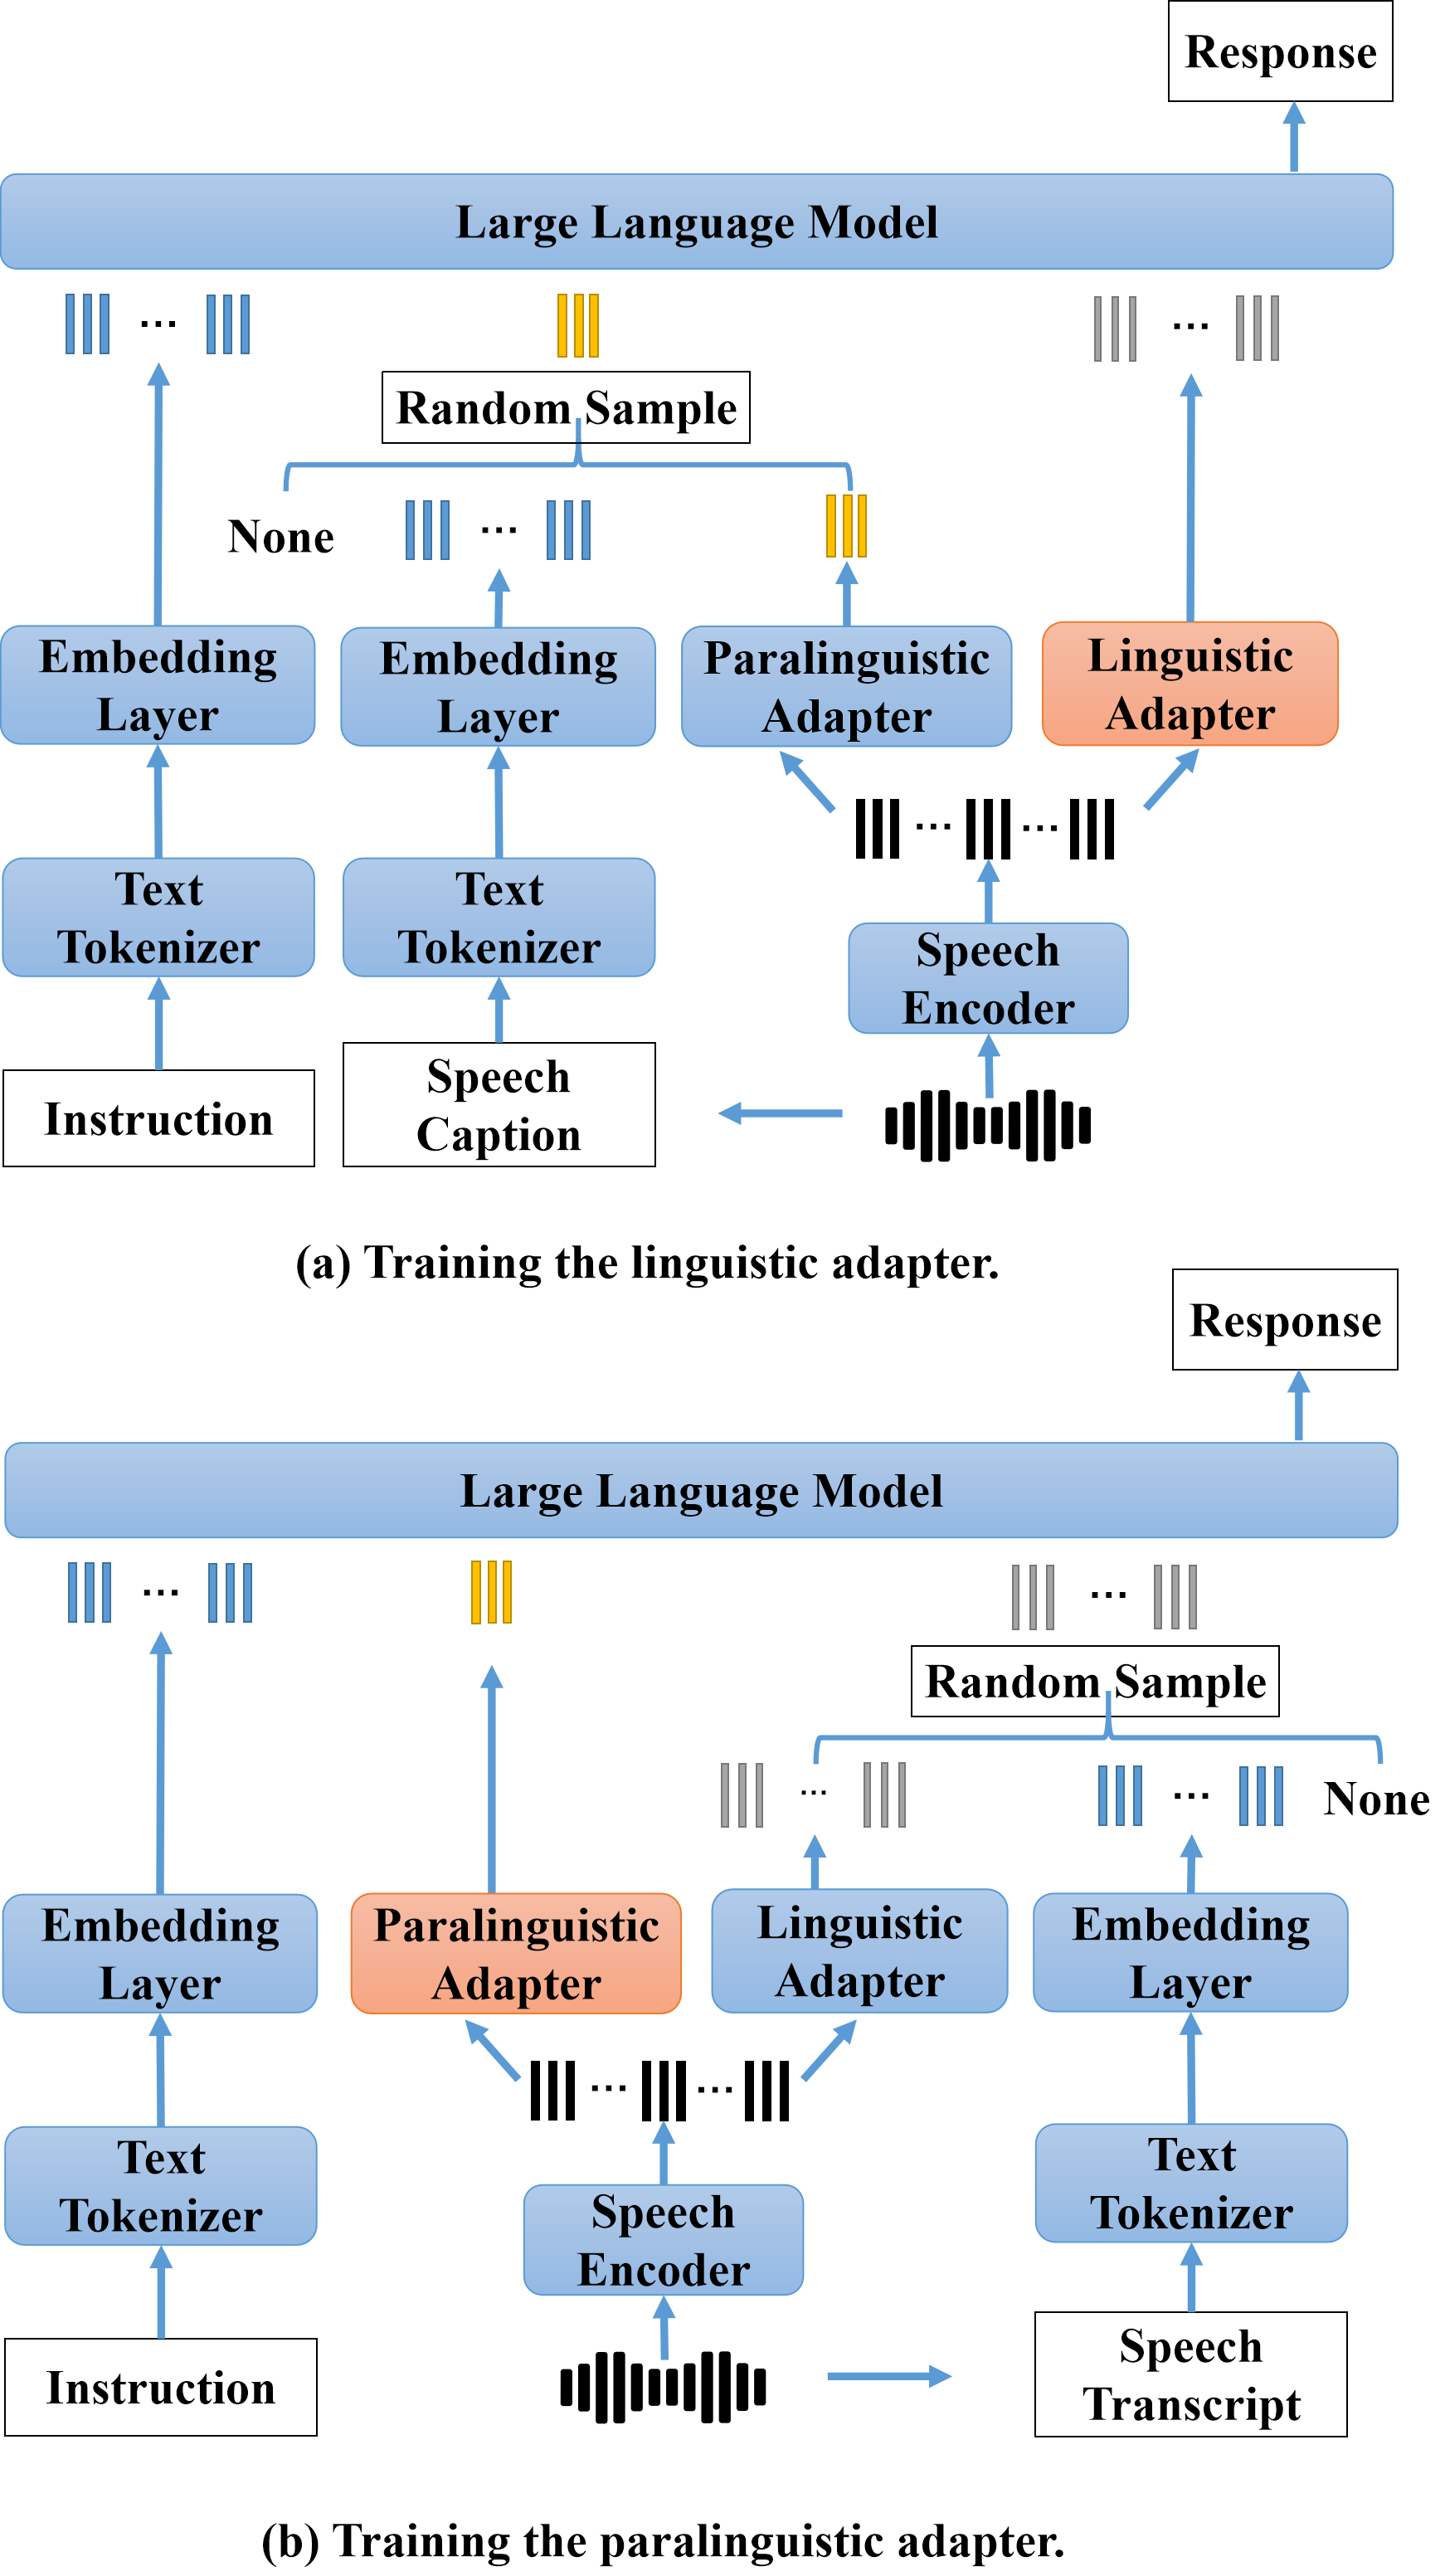 Response
Large Language Model
...
Random Sample
...
None
...
Embedding
Layer
Embedding
Layer
Paralinguistic
Adapter
Linguistic
Adapter
... ...
Text
Tokenizer
Text
Tokenizer
Speech
Encoder
Instruction
Speech
Caption
(a) Training the linguistic adapter.
Response
Large Language Model
... ...
Random Sample
... ...
None
Embedding
Layer
Paralinguistic
Adapter
Linguistic
Adapter
Embedding
Layer
... ...
Text
Tokenizer
Speech
Encoder
Text
Tokenizer
Instruction
Speech
Transcript
(b) Training the paralinguistic adapter.